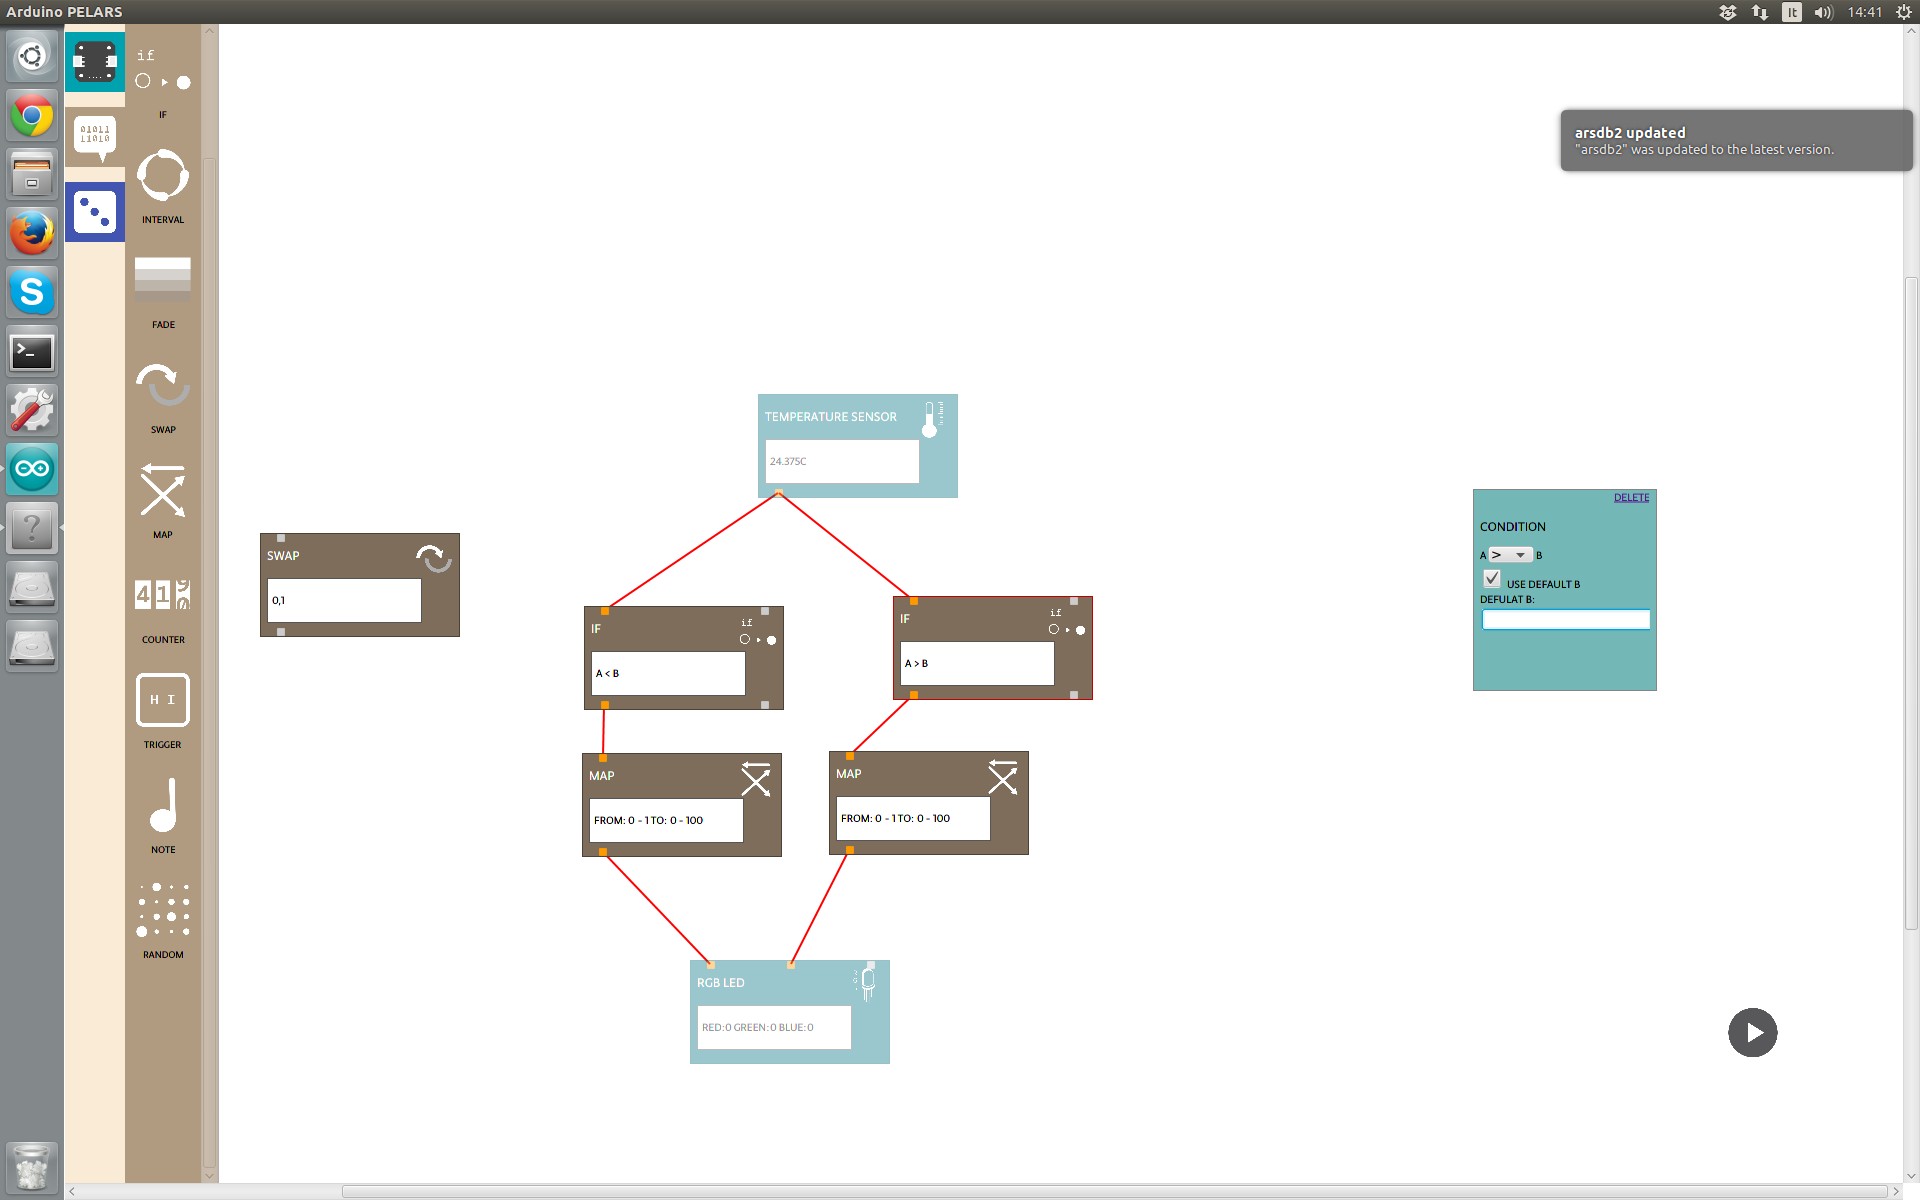 Arduino PELARS
It
14:41
if
IF
01011
11010
INTERVAL
FADE
SWAP
MAP
COUNTER
H I
TRIGGER
NOTE
RANDOM
arsdb2 updated
"arsdb2" was updated to the latest version.
TEMPERATURE SENSOR
24.375C
SWAP
0,1
IF
if
A < B
IF
if
A > B
MAP
FROM: 0 - 1 TO: 0 - 100
MAP
FROM: 0 - 1 TO: 0 - 100
RGB LED
RED:0 GREEN:0 BLUE:0
DELETE
CONDITION
A > B
USE DEFAULT B
DEFULAT B: